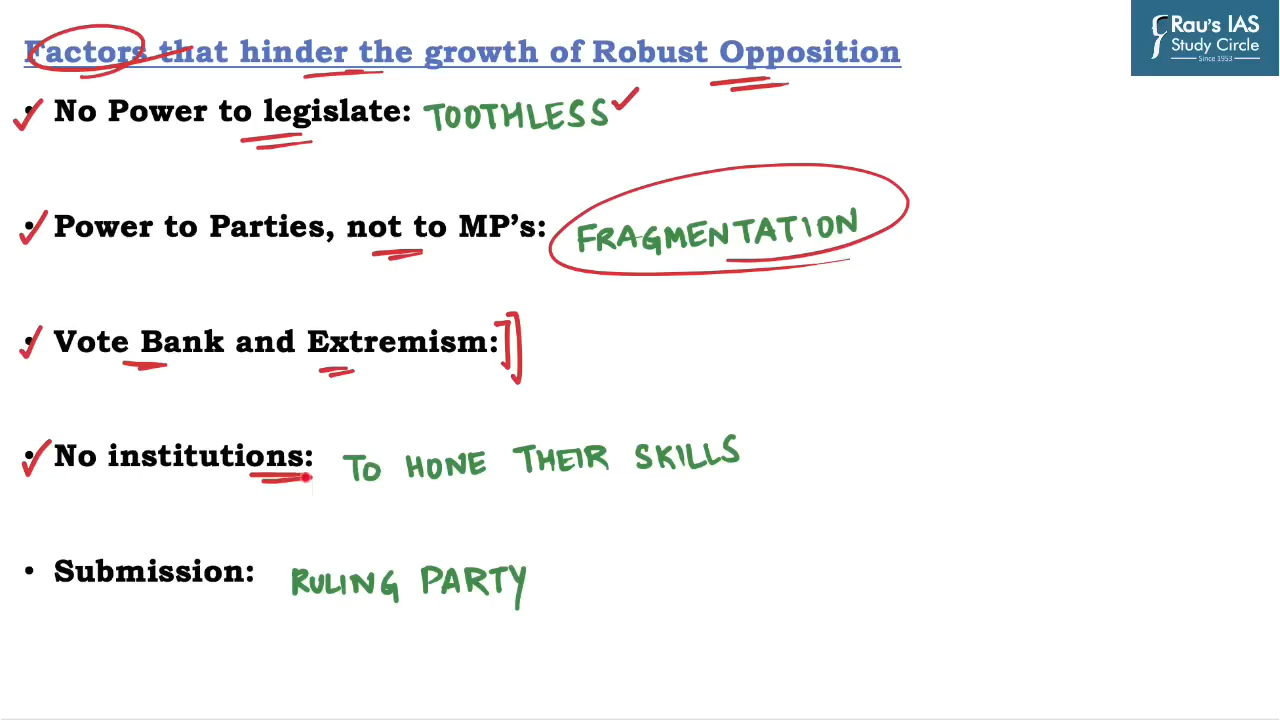 Factors that hinder the growth of Robust Opposition
Rau's IAS
Study Circle
Since 1953
• No Power to legislate: TOOTHLESS
• Power to Parties, not to MP's: FRAGMENTATION
• Vote Bank and Extremism:
• No institutions: TO HONE THEIR SKILLS
• Submission: RULING PARTY